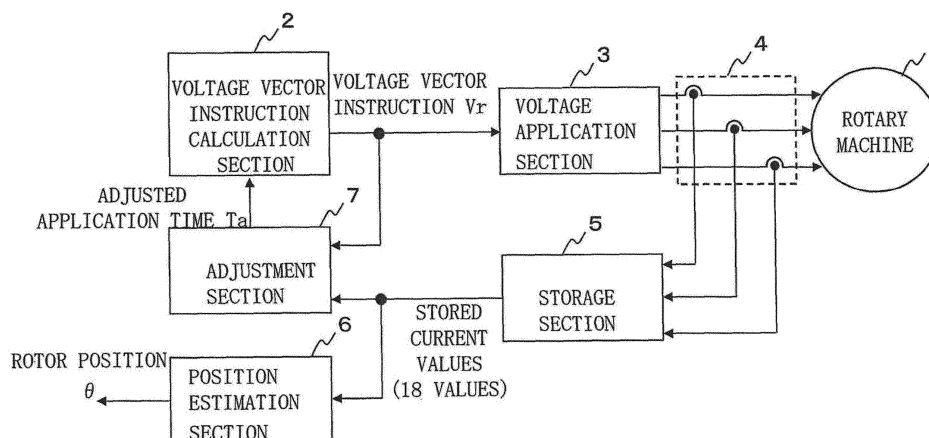 2
VOLTAGE VECTOR
INSTRUCTION
CALCULATION
SECTION
VOLTAGE VECTOR
INSTRUCTION Vr
3
VOLTAGE
APPLICATION
SECTION
4
ROTARY
MACHINE
ADJUSTED
APPLICATION TIME Ta
7
ADJUSTMENT
SECTION
5
STORAGE
SECTION
STORED
CURRENT
VALUES
(18 VALUES)
6
ROTOR POSITION
θ
POSITION
ESTIMATION
SECTION